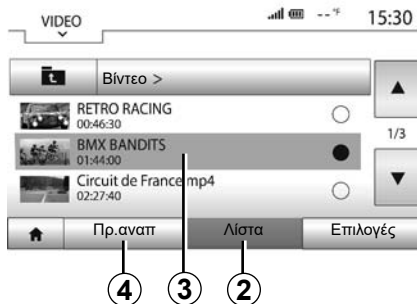 VIDEO --°F 15:30
Βίντεο >
RETRO RACING
00:46:30
1/3
BMX BANDITS
01:44:00
Circuit de France mp4
02:27:40
Πρ.αναπ Λίστα Επιλογές
4 3 2